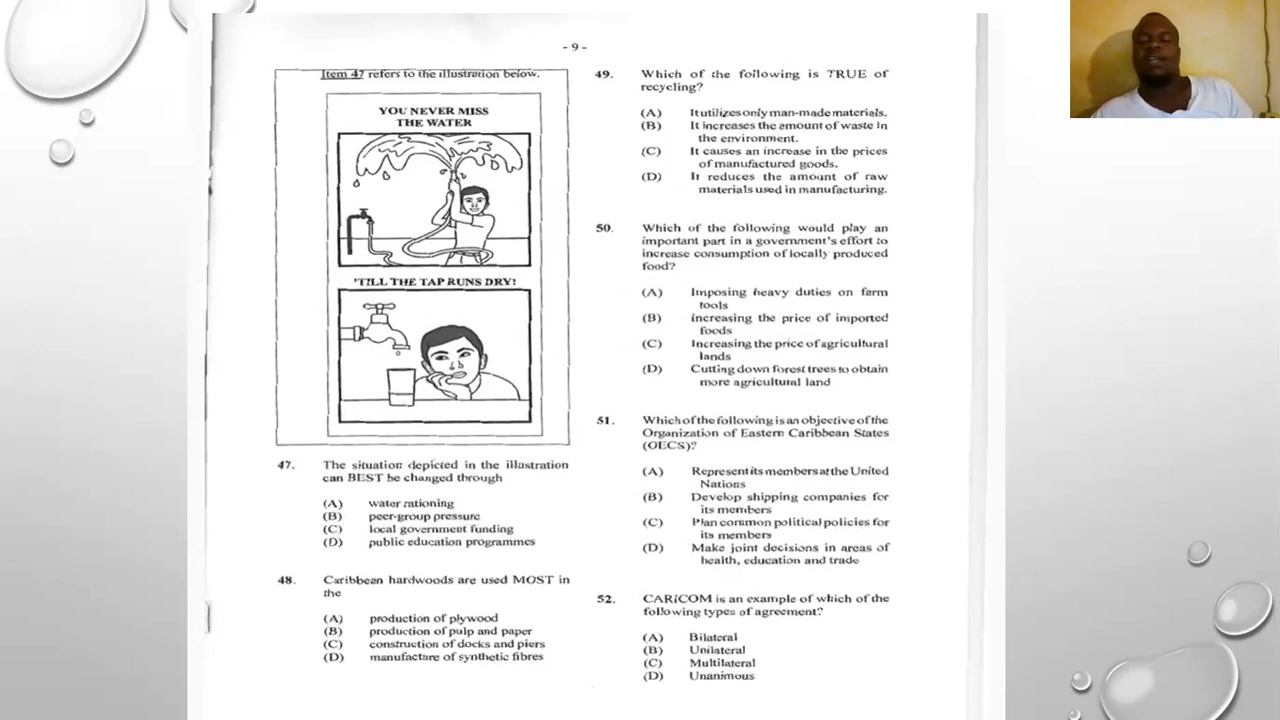 - 9 -
Item 47 refers to the illustration below.
YOU NEVER MISS
THE WATER
'TILL THE TAP RUNS DRY!
47. The situation depicted in the illustration
can BEST be changed through
(A) water rationing
(B) peer-group pressure
(C) local government funding
(D) public education programmes
48. Caribbean hardwoods are used MOST in
the
(A) production of plywood
(B) production of pulp and paper
(C) construction of docks and piers
(D) manufacture of synthetic fibres
49. Which of the following is TRUE of
recycling?
(A) It utilizes only man-made materials.
(B) It increases the amount of waste in
the environment.
(C) It causes an increase in the prices
of manufactured goods.
(D) It reduces the amount of raw
materials used in manufacturing.
50. Which of the following would play an
important part in a government's effort to
increase consumption of locally produced
food?
(A) Imposing heavy duties on farm
tools
(B) Increasing the price of imported
foods
(C) Increasing the price of agricultural
lands
(D) Cutting down forest trees to obtain
more agricultural land
51. Which of the following is an objective of the
Organization of Eastern Caribbean States
(OECS)?
(A) Represent its members at the United
Nations
(B) Develop shipping companies for
its members
(C) Plan common political policies for
its members
(D) Make joint decisions in areas of
health, education and trade
52. CARICOM is an example of which of the
following types of agreement?
(A) Bilateral
(B) Unilateral
(C) Multilateral
(D) Unanimous